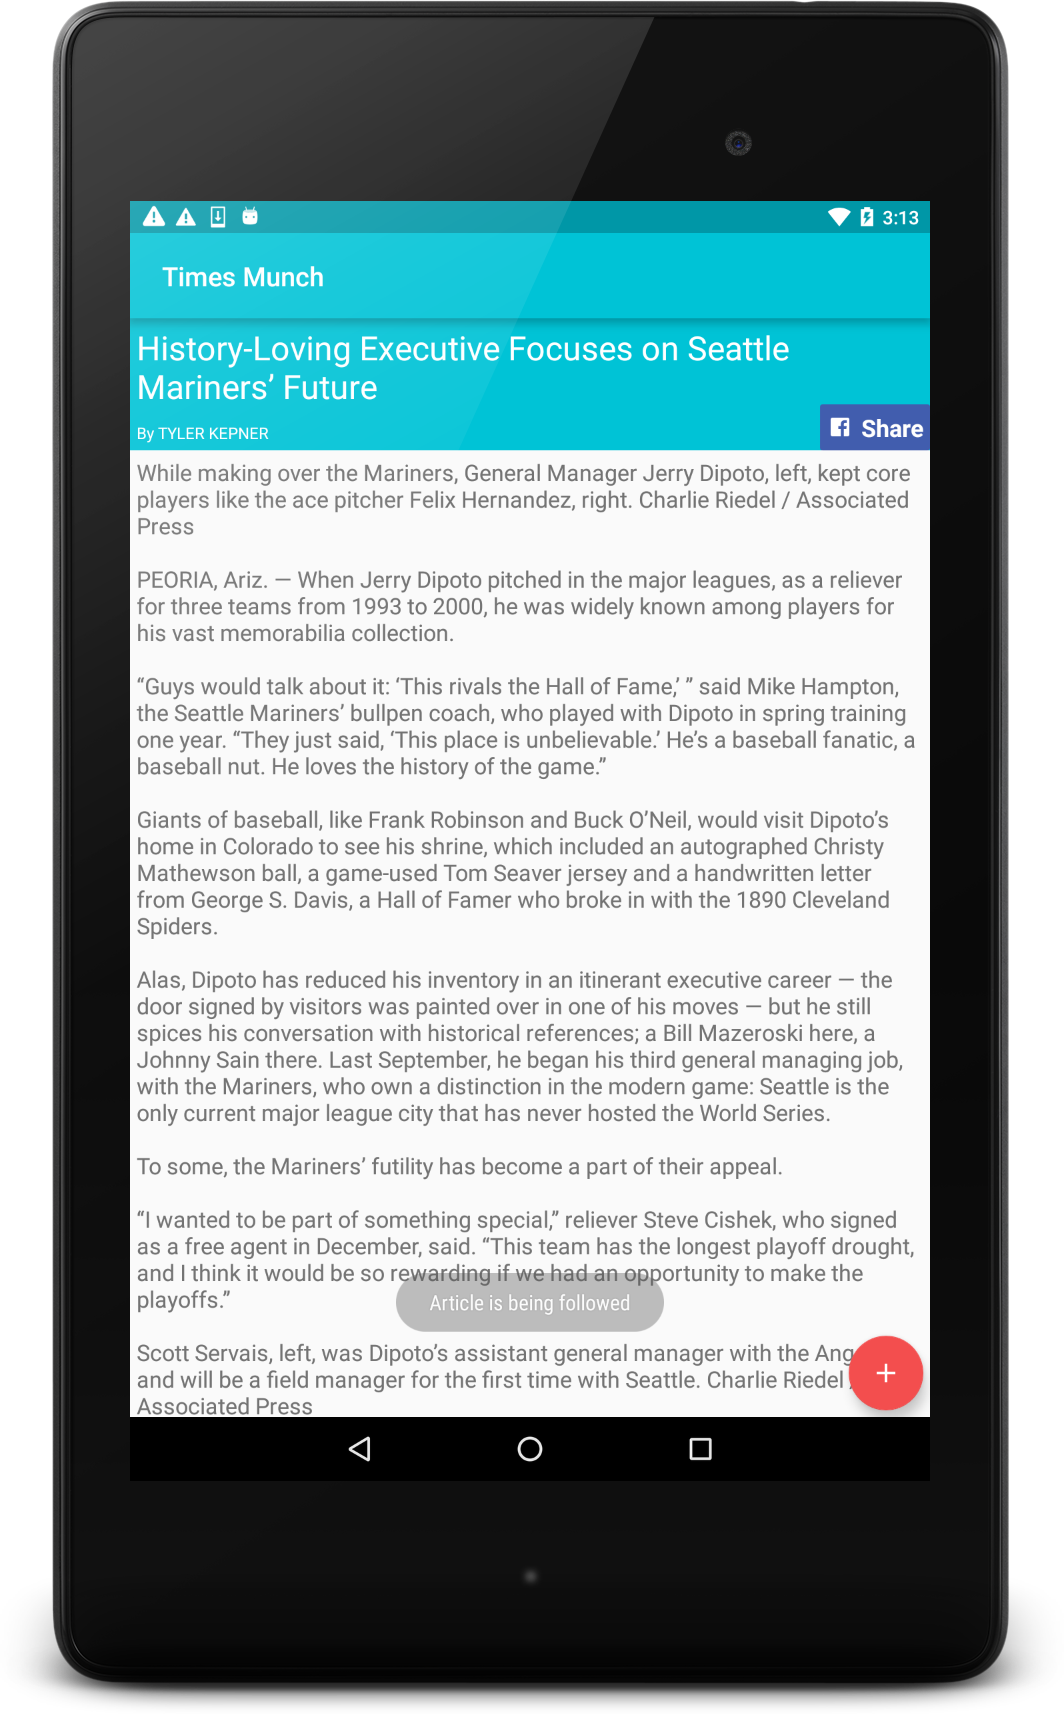 3:13
Times Munch
History-Loving Executive Focuses on Seattle
Mariners’ Future
By TYLER KEPNER
Share
While making over the Mariners, General Manager Jerry Dipoto, left, kept core
players like the ace pitcher Felix Hernandez, right. Charlie Riedel / Associated
Press
PEORIA, Ariz. — When Jerry Dipoto pitched in the major leagues, as a reliever
for three teams from 1993 to 2000, he was widely known among players for
his vast memorabilia collection.
“Guys would talk about it: ‘This rivals the Hall of Fame,’ ” said Mike Hampton,
the Seattle Mariners’ bullpen coach, who played with Dipoto in spring training
one year. “They just said, ‘This place is unbelievable.’ He’s a baseball fanatic, a
baseball nut. He loves the history of the game.”
Giants of baseball, like Frank Robinson and Buck O’Neil, would visit Dipoto’s
home in Colorado to see his shrine, which included an autographed Christy
Mathewson ball, a game-used Tom Seaver jersey and a handwritten letter
from George S. Davis, a Hall of Famer who broke in with the 1890 Cleveland
Spiders.
Alas, Dipoto has reduced his inventory in an itinerant executive career — the
door signed by visitors was painted over in one of his moves — but he still
spices his conversation with historical references; a Bill Mazeroski here, a
Johnny Sain there. Last September, he began his third general managing job,
with the Mariners, who own a distinction in the modern game: Seattle is the
only current major league city that has never hosted the World Series.
To some, the Mariners’ futility has become a part of their appeal.
“I wanted to be part of something special,” reliever Steve Cishek, who signed
as a free agent in December, said. “This team has the longest playoff drought,
and I think it would be so rewarding if we had an opportunity to make the
playoffs.”
Article is being followed
Scott Servais, left, was Dipoto’s assistant general manager with the Ang
and will be a field manager for the first time with Seattle. Charlie Riedel /
Associated Press